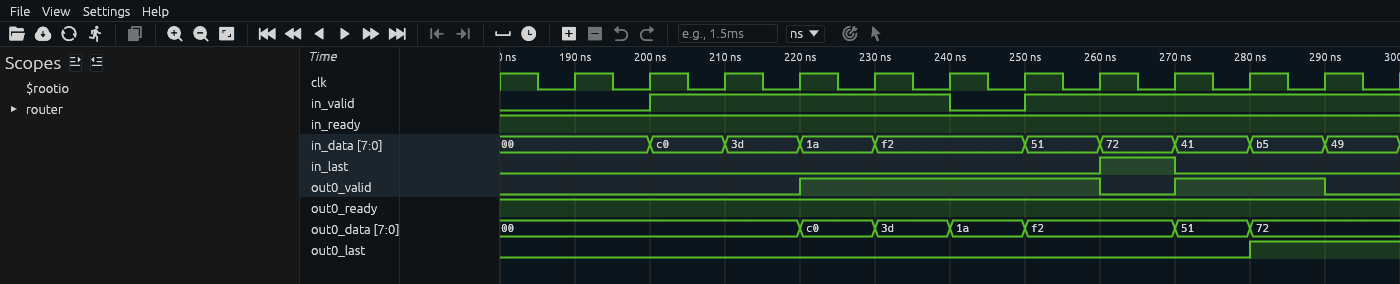 File View Settings Help
e.g., 1.5ms ns
Scopes
$rootio
router
Time
0 ns 190 ns 200 ns 210 ns 220 ns 230 ns 240 ns 250 ns 260 ns 270 ns 280 ns 290 ns 300
clk
in_valid
in_ready
in_data [7:0] 00 c0 3d 1a f2 51 72 41 b5 49
in_last
out0_valid
out0_ready
out0_data [7:0] 00 c0 3d 1a f2 51 72
out0_last